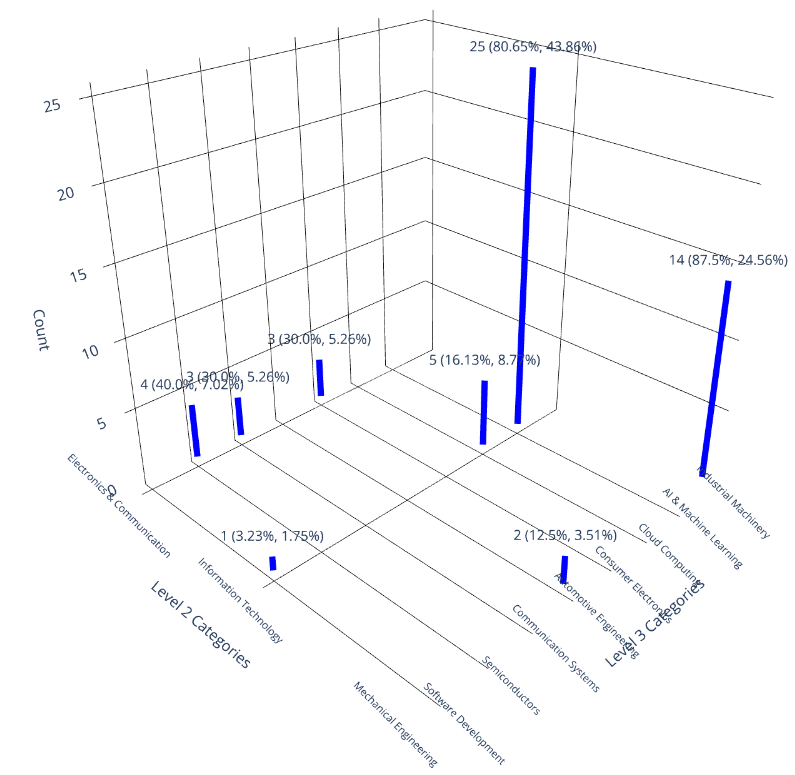 25 (80.65%, 43.86%)
25
20
14 (87.5%, 24.56%)
15
Count
3 (30.0%, 5.26%)
10
5 (16.13%, 8.77%)
3 (30.0%, 5.26%)
4 (40.0%, 7.02%)
5
0
Electronics & Communication
Information Technology
Mechanical Engineering
Level 2 Categories
1 (3.23%, 1.75%)
2 (12.5%, 3.51%)
Industrial Machinery
AI & Machine Learning
Cloud Computing
Consumer Electronics
Automotive Engineering
Communication Systems
Semiconductors
Software Development
Level 3 Categories